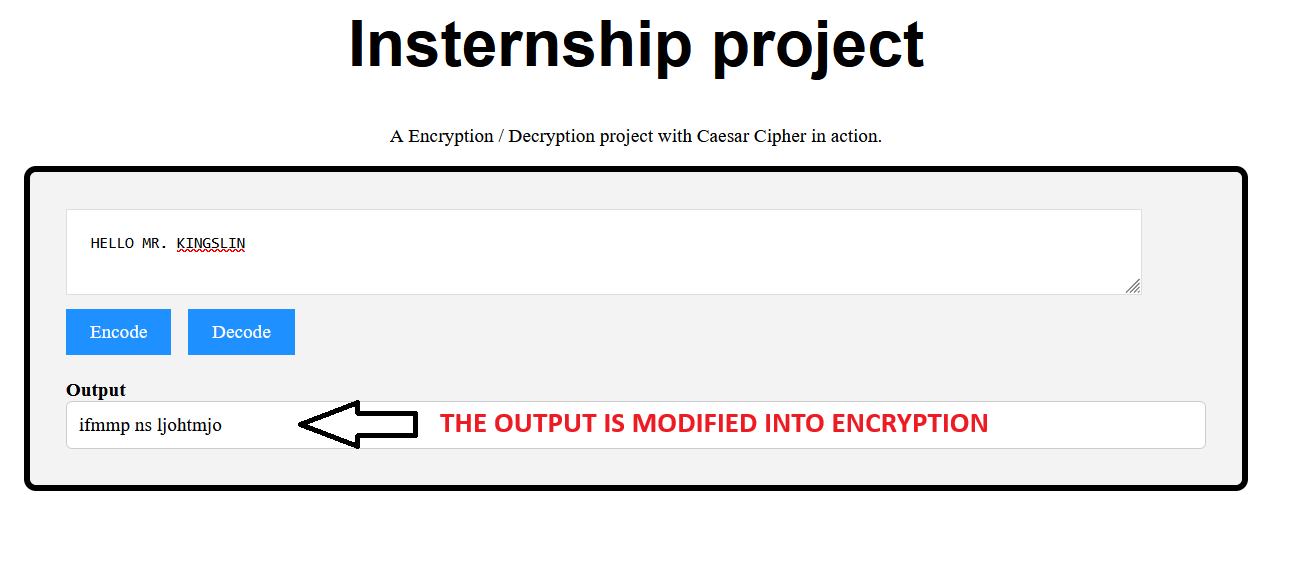 Insternship project
A Encryption / Decryption project with Caesar Cipher in action.
HELLO MR. KINGSLIN
Encode Decode
Output
ifmmp ns ljohtmjo THE OUTPUT IS MODIFIED INTO ENCRYPTION